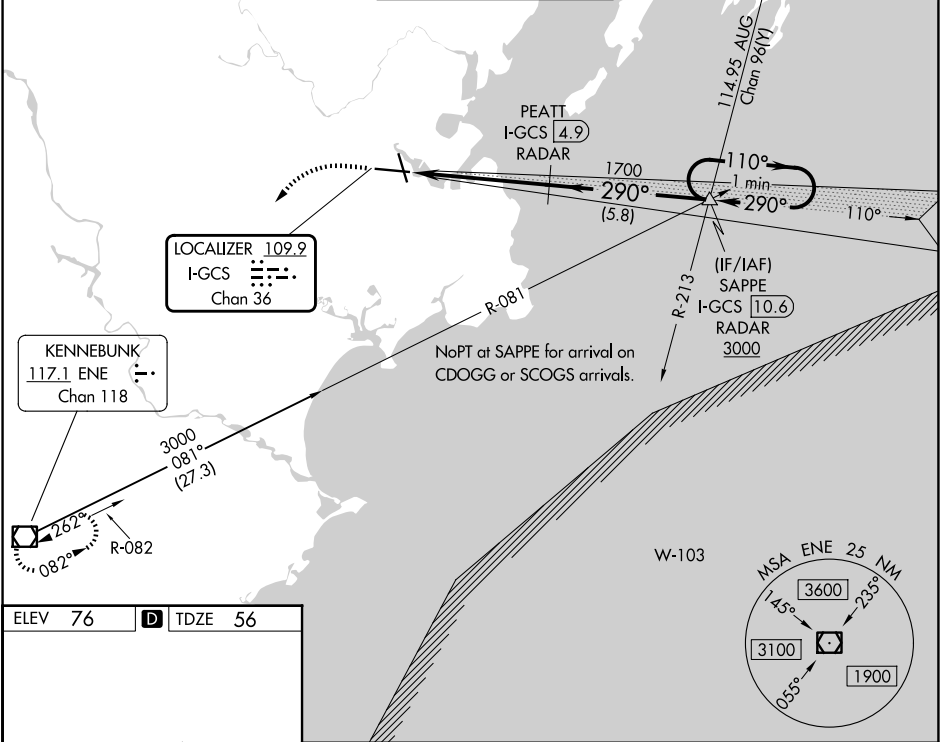 114.95 AUG
Chan 96(Y)
PEATT
I-GCS 4.9
RADAR
1700
290°
(5.8)
110°
1 min
290°
110°
LOCALIZER 109.9
I-GCS
Chan 36
(IF/IAF)
SAPPE
I-GCS 10.6
RADAR
3000
R-213
R-081
NoPT at SAPPE for arrival on
CDOGG or SCOGS arrivals.
KENNEBUNK
117.1 ENE
Chan 118
3000
081°
(27.3)
262°
082°
R-082
W-103
MSA ENE 25 NM
3600
145°
235°
3100
055°
1900
ELEV 76 D TDZE 56